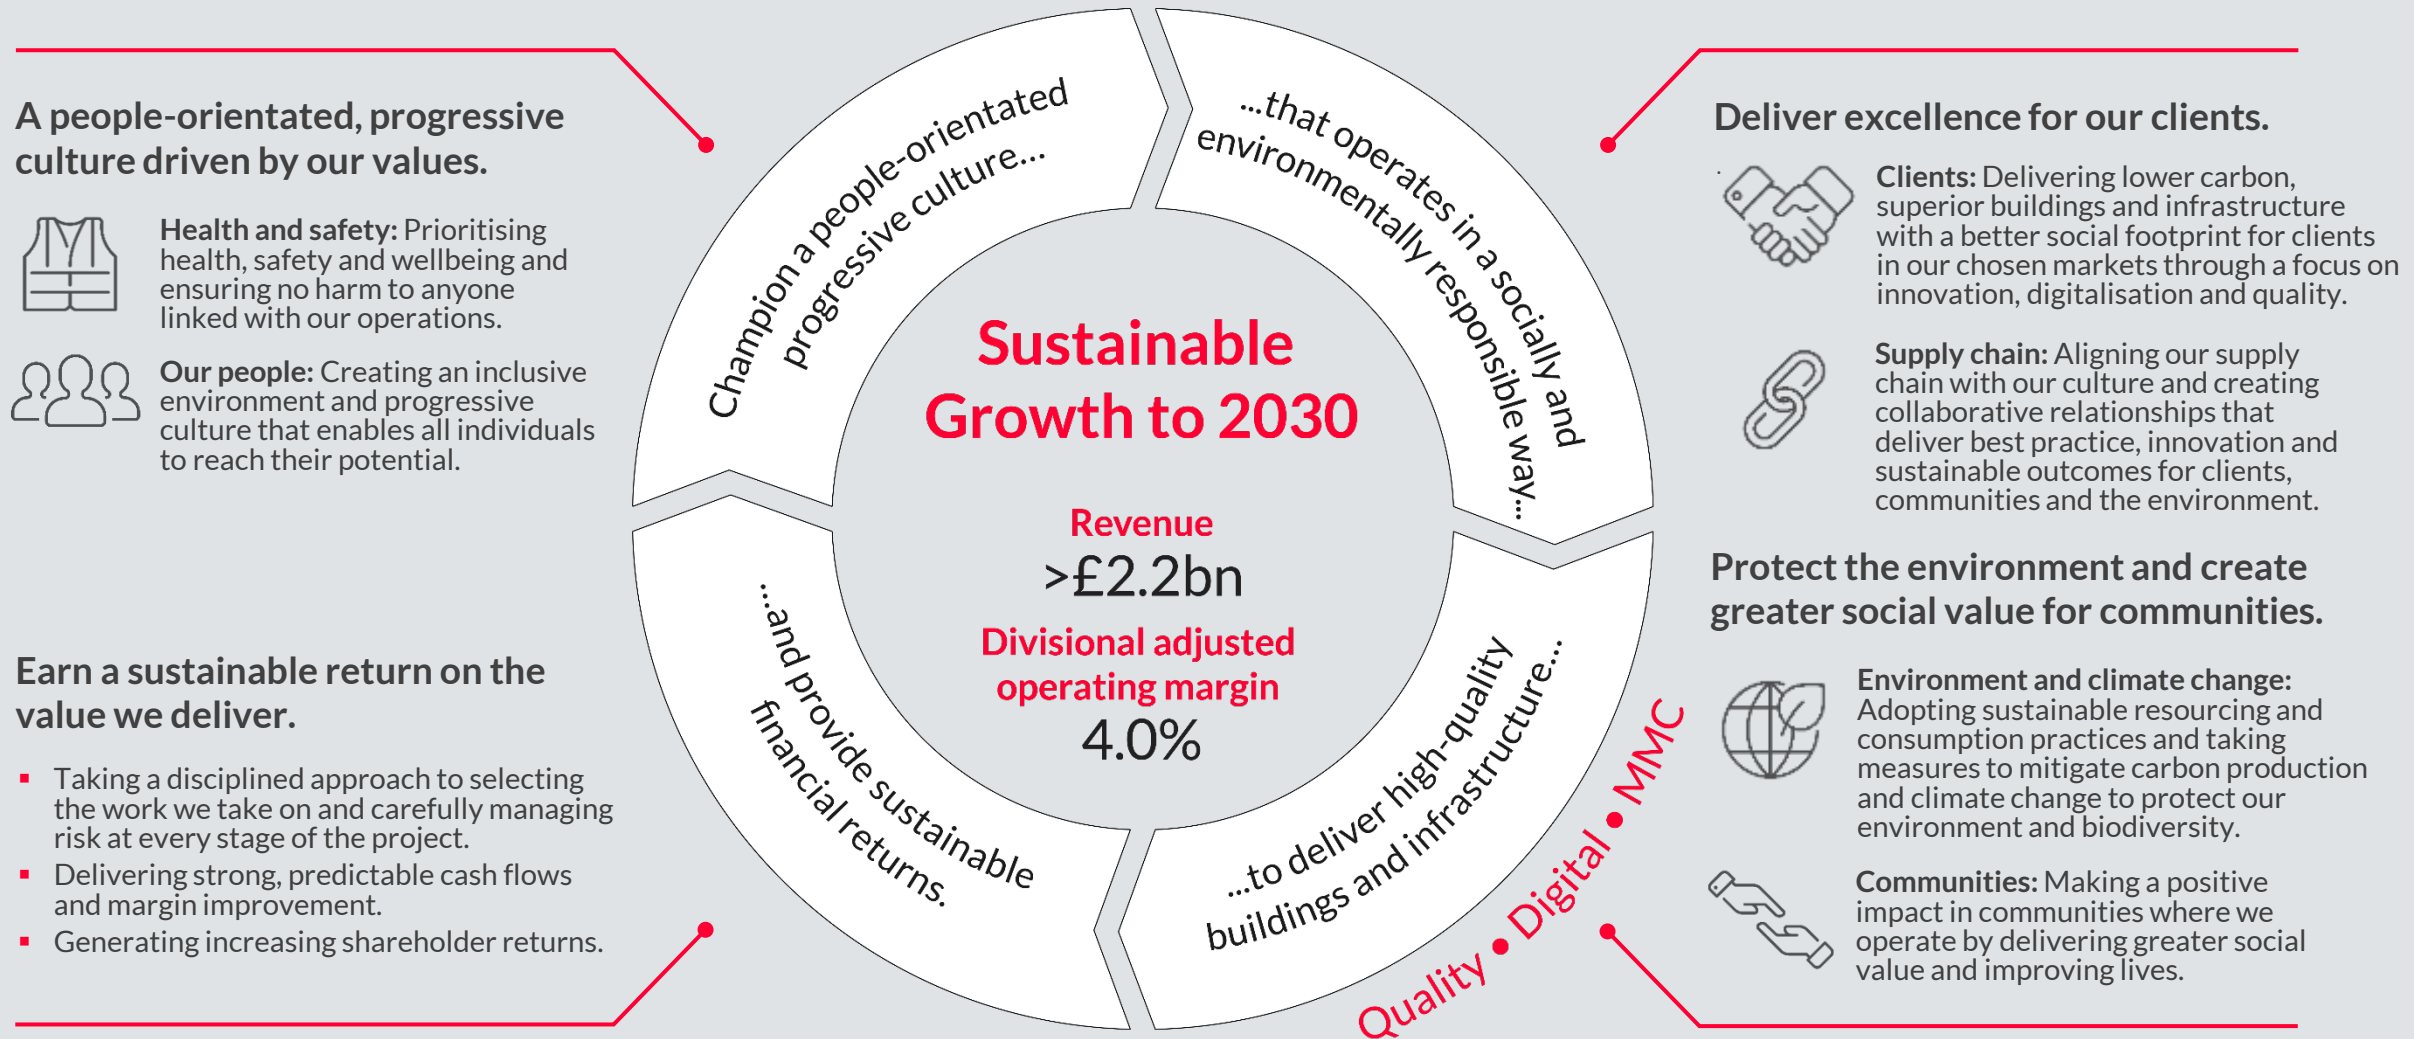 A people-orientated, progressive
culture driven by our values.
Health and safety: Prioritising
health, safety and wellbeing and
ensuring no harm to anyone
linked with our operations.
Our people: Creating an inclusive
environment and progressive
culture that enables all individuals
to reach their potential.
Earn a sustainable return on the
value we deliver.
▪ Taking a disciplined approach to selecting
the work we take on and carefully managing
risk at every stage of the project.
▪ Delivering strong, predictable cash flows
and margin improvement.
▪ Generating increasing shareholder returns.
Champion a people-orientated
progressive culture...
...that operates in a socially and
environmentally responsible way...
...to deliver high-quality
buildings and infrastructure...
...and provide sustainable
financial returns.
Sustainable
Growth to 2030
Revenue
>£2.2bn
Divisional adjusted
operating margin
4.0%
Quality • Digital • MMC
Deliver excellence for our clients.
Clients: Delivering lower carbon,
superior buildings and infrastructure
with a better social footprint for clients
in our chosen markets through a focus on
innovation, digitalisation and quality.
Supply chain: Aligning our supply
chain with our culture and creating
collaborative relationships that
deliver best practice, innovation and
sustainable outcomes for clients,
communities and the environment.
Protect the environment and create
greater social value for communities.
Environment and climate change:
Adopting sustainable resourcing and
consumption practices and taking
measures to mitigate carbon production
and climate change to protect our
environment and biodiversity.
Communities: Making a positive
impact in communities where we
operate by delivering greater social
value and improving lives.